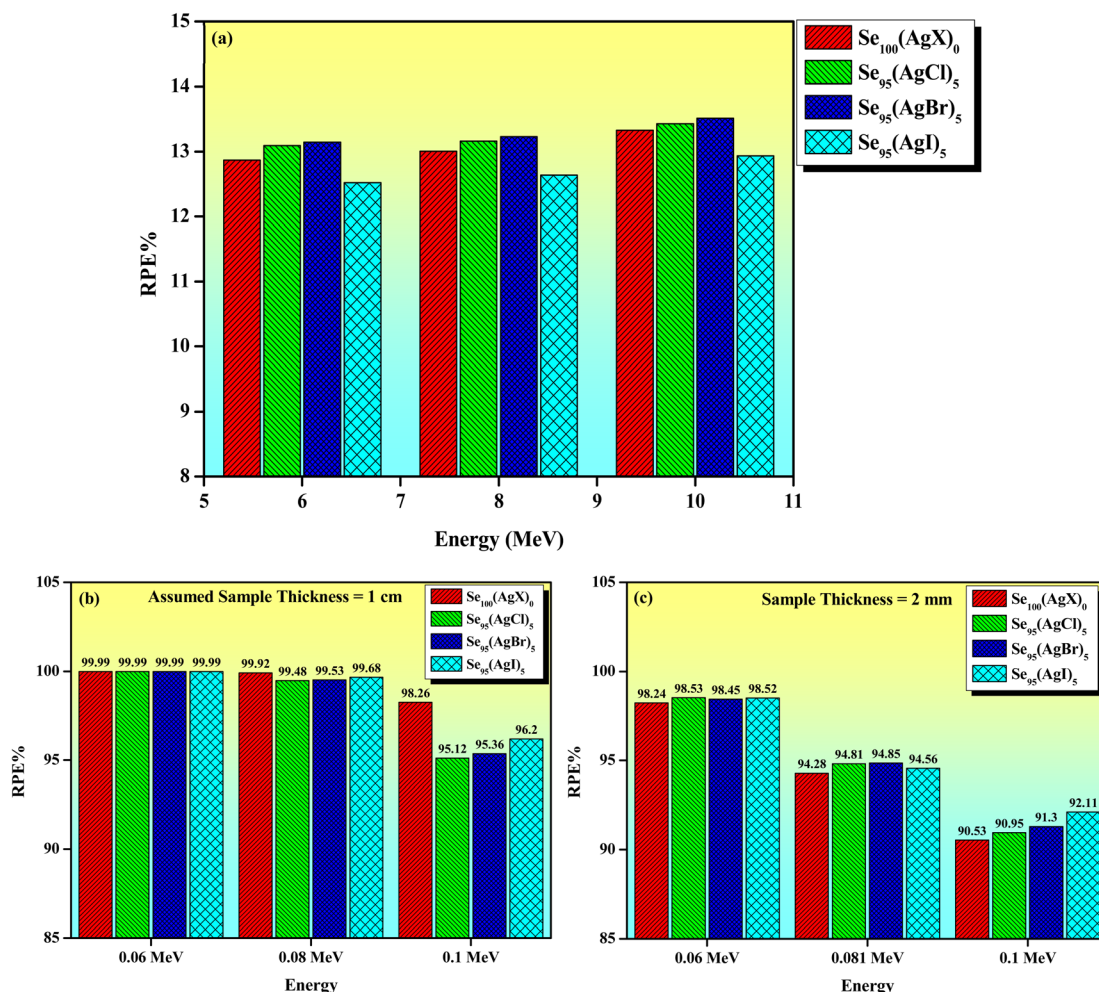 (a)
Se₁₀₀(AgX)₀
Se₉₅(AgCl)₅
Se₉₅(AgBr)₅
Se₉₅(AgI)₅
15
14
13
12
11
10
9
8
RPE%
5 6 7 8 9 10 11
Energy (MeV)
(b) Assumed Sample Thickness = 1 cm
Se₁₀₀(AgX)₀
Se₉₅(AgCl)₅
Se₉₅(AgBr)₅
Se₉₅(AgI)₅
105
100
95
90
85
RPE%
99.99 99.99 99.99 99.99 99.92 99.48 99.53 99.68 98.26 95.12 95.36 96.2
0.06 MeV 0.08 MeV 0.1 MeV
Energy
(c) Sample Thickness = 2 mm
Se₁₀₀(AgX)₀
Se₉₅(AgCl)₅
Se₉₅(AgBr)₅
Se₉₅(AgI)₅
105
100
95
90
85
RPE%
98.24 98.53 98.45 98.52 94.28 94.81 94.85 94.56 90.53 90.95 91.3 92.11
0.06 MeV 0.081 MeV 0.1 MeV
Energy